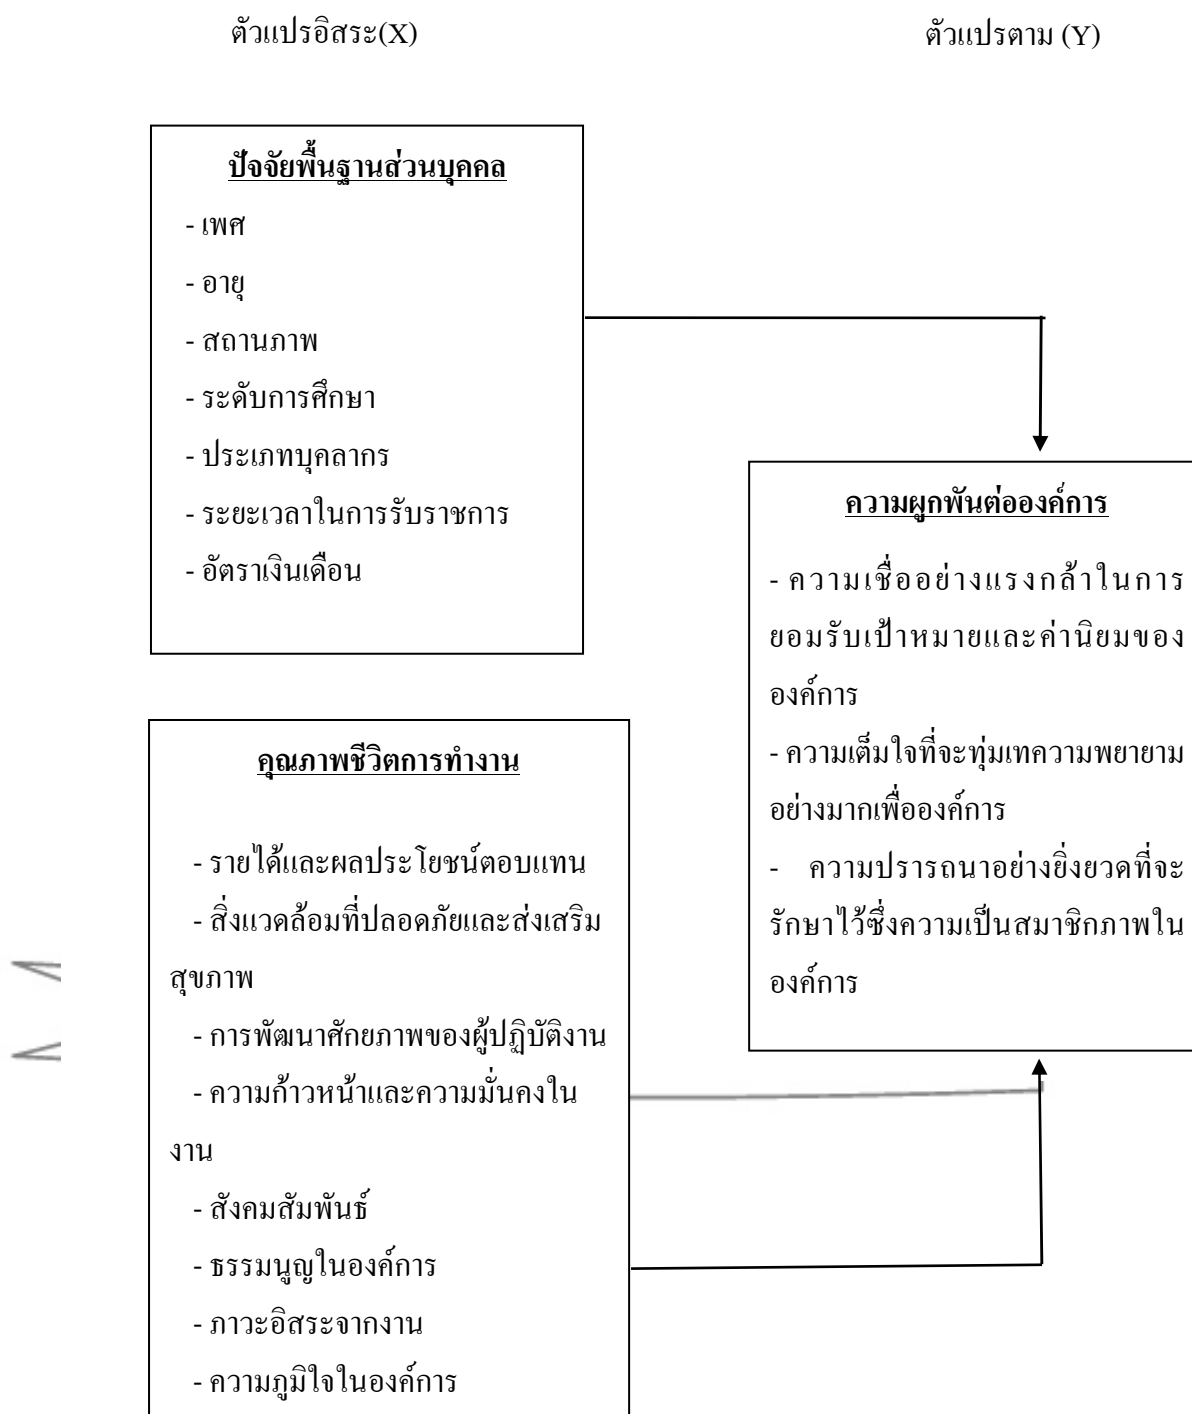 ตัวแปรอิสระ(X)
ตัวแปรตาม (Y)
ปัจจัยพื้นฐานส่วนบุคคล
- เพศ
- อายุ
- สถานภาพ
- ระดับการศึกษา
- ประเภทบุคลากร
- ระยะเวลาในการรับราชการ
- อัตราเงินเดือน
คุณภาพชีวิตการทำงาน
- รายได้และผลประโยชน์ตอบแทน
- สิ่งแวดล้อมที่ปลอดภัยและส่งเสริม
สุขภาพ
- การพัฒนาศักยภาพของผู้ปฏิบัติงาน
- ความก้าวหน้าและความมั่นคงใน
งาน
- สังคมสัมพันธ์
- ธรรมนูญในองค์การ
- ภาวะอิสระจากงาน
- ความภูมิใจในองค์การ
ความผูกพันต่อองค์การ
- ความเชื่ออย่างแรงกล้าในการ
ยอมรับเป้าหมายและค่านิยมของ
องค์การ
- ความเต็มใจที่จะทุ่มเทความพยายาม
อย่างมากเพื่อองค์การ
- ความปรารถนาอย่างยิ่งยวดที่จะ
รักษาไว้ซึ่งความเป็นสมาชิกภาพใน
องค์การ